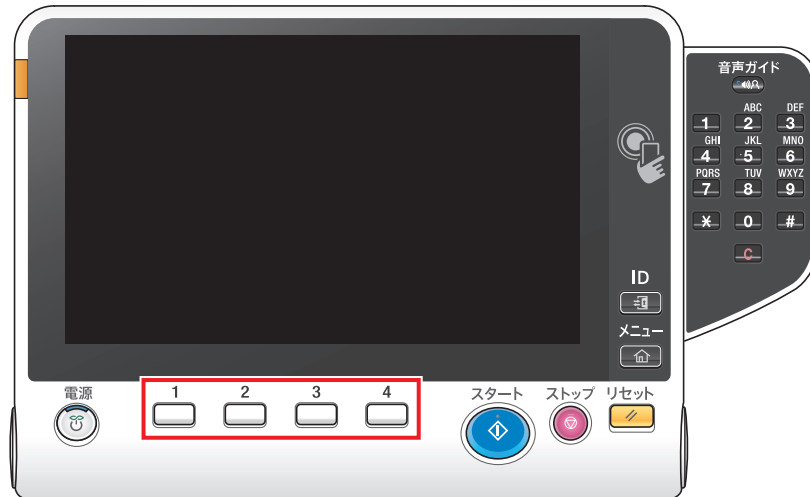 音声ガイド
ABC DEF
1 2 3
GHI JKL MNO
4 5 6
PQRS TUV WXYZ
7 8 9
* 0 #
C
ID
メニュー
電源 1 2 3 4 スタート ストップ リセット